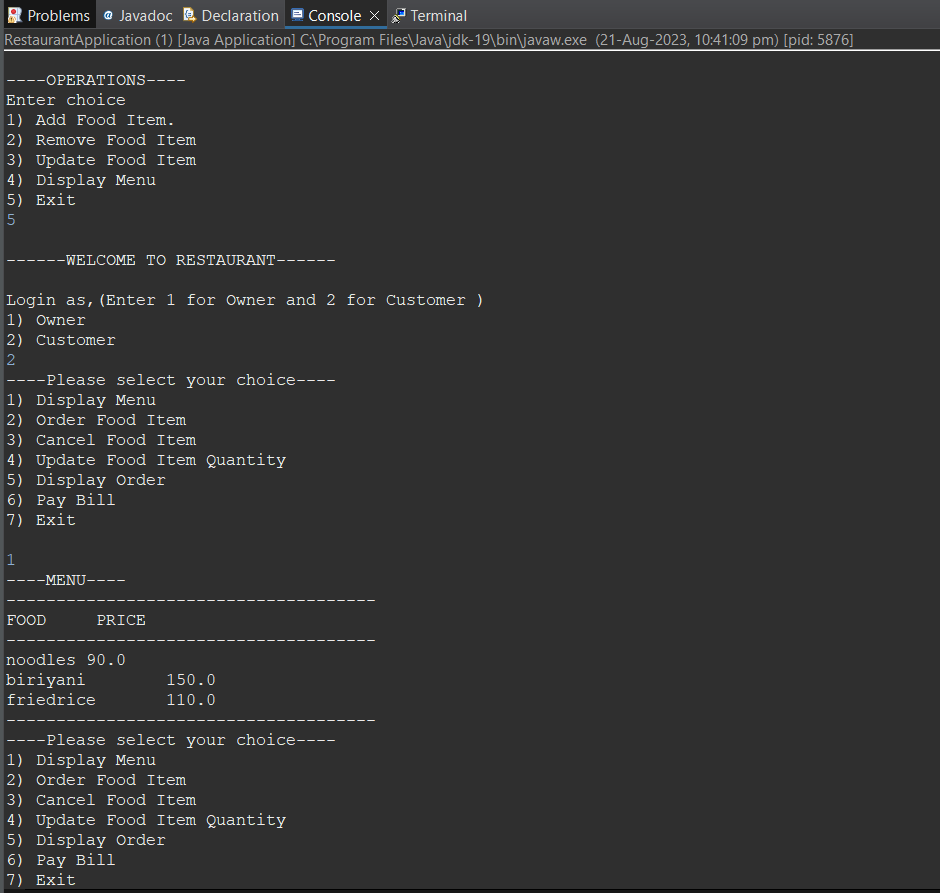 Problems Javadoc Declaration Console Terminal
RestaurantApplication (1) [Java Application] C:\Program Files\Java\jdk-19\bin\javaw.exe (21-Aug-2023, 10:41:09 pm) [pid: 5876]
----OPERATIONS----
Enter choice
1) Add Food Item.
2) Remove Food Item
3) Update Food Item
4) Display Menu
5) Exit
5
------WELCOME TO RESTAURANT------
Login as,(Enter 1 for Owner and 2 for Customer )
1) Owner
2) Customer
2
----Please select your choice----
1) Display Menu
2) Order Food Item
3) Cancel Food Item
4) Update Food Item Quantity
5) Display Order
6) Pay Bill
7) Exit
1
----MENU----
-------------------------------------
FOOD     PRICE
-------------------------------------
noodles 90.0
biriyani        150.0
friedrice       110.0
-------------------------------------
----Please select your choice----
1) Display Menu
2) Order Food Item
3) Cancel Food Item
4) Update Food Item Quantity
5) Display Order
6) Pay Bill
7) Exit